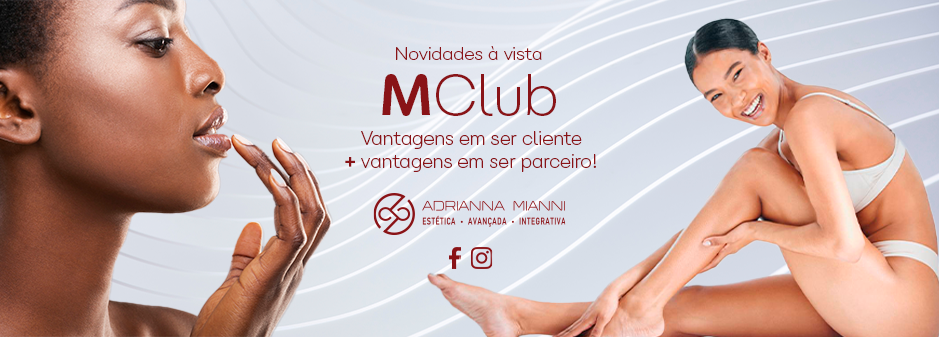 Novidades à vista
MClub
Vantagens em ser cliente
+ vantagens em ser parceiro!
ADRIANNA MIANNI
ESTÉTICA • AVANÇADA • INTEGRATIVA